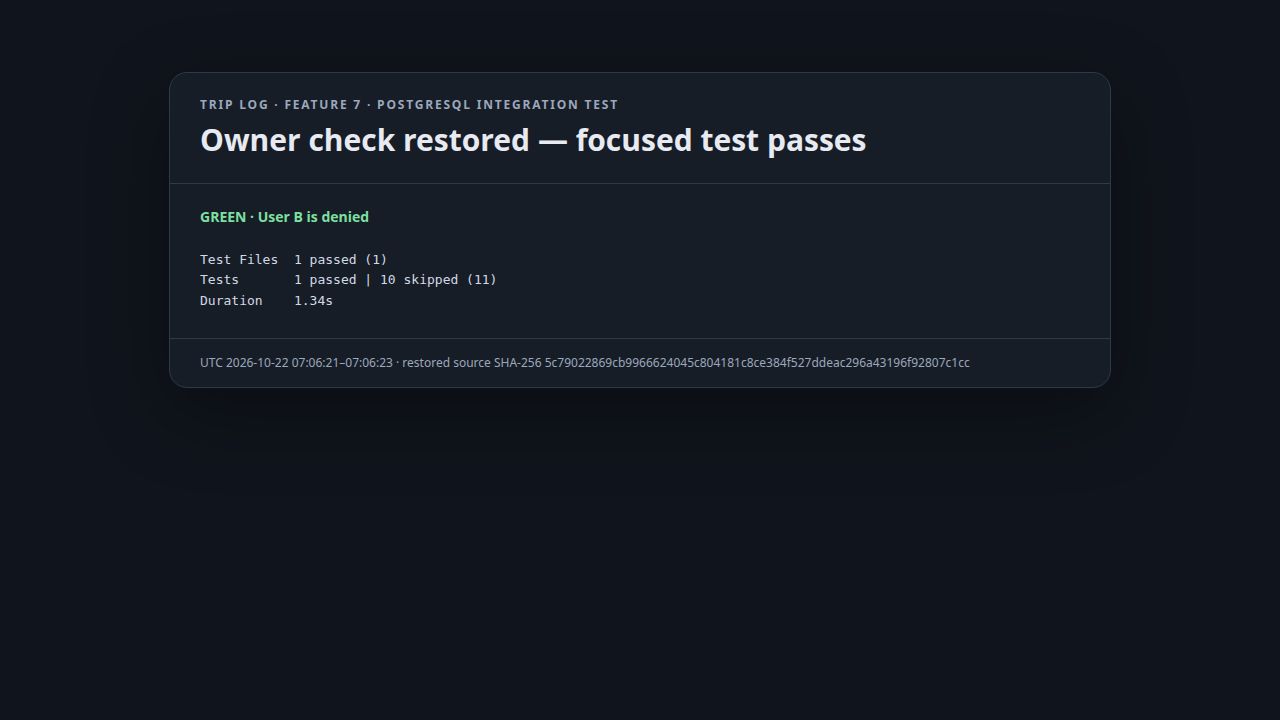 TRIP LOG · FEATURE 7 · POSTGRESQL INTEGRATION TEST
Owner check restored — focused test passes
GREEN · User B is denied
Test Files  1 passed (1)
Tests       1 passed | 10 skipped (11)
Duration    1.34s
UTC 2026-10-22 07:06:21–07:06:23 · restored source SHA-256 5c79022869cb9966624045c804181c8ce384f527ddeac296a43196f92807c1cc